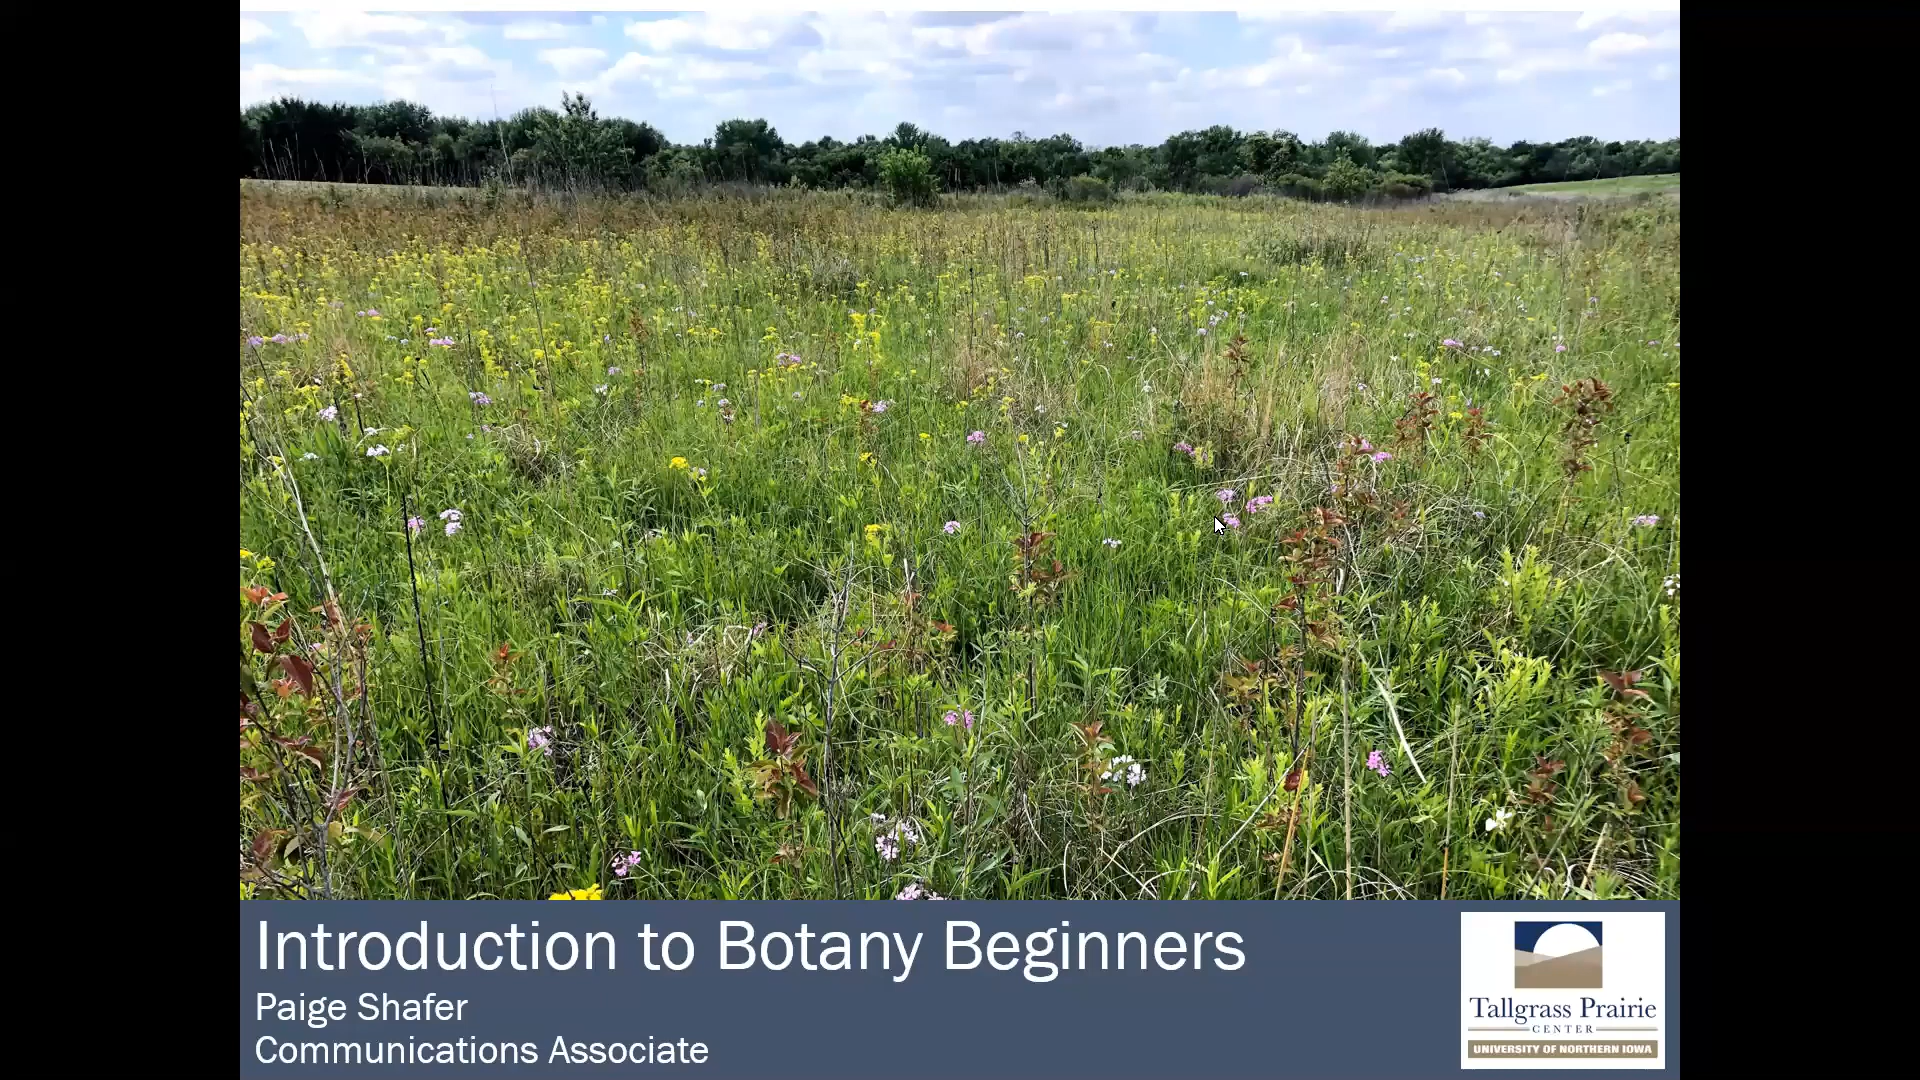 Introduction to Botany Beginners
Paige Shafer
Communications Associate
Tallgrass Prairie
CENTER
UNIVERSITY OF NORTHERN IOWA